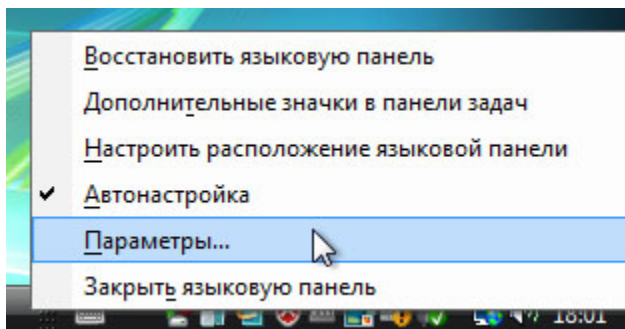 Восстановить языковую панель
Дополнительные значки в панели задач
Настроить расположение языковой панели
Автонастройка
Параметры...
Закрыть языковую панель
18:01